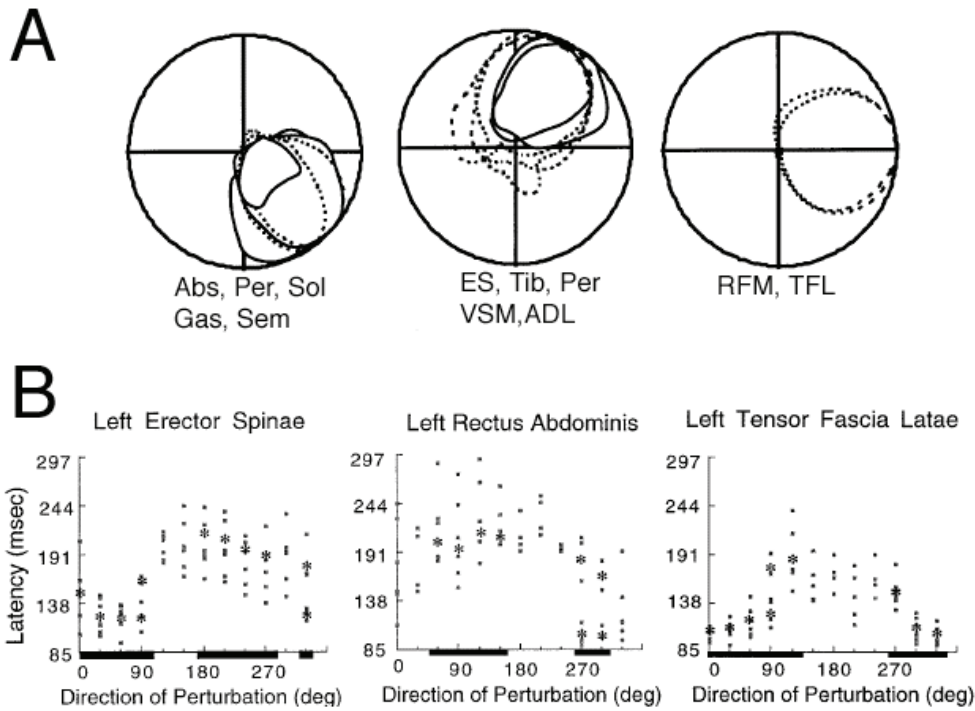 A
Abs, Per, Sol
Gas, Sem
ES, Tib, Per
VSM,ADL
RFM, TFL
B
Left Erector Spinae
Left Rectus Abdominis
Left Tensor Fascia Latae
Latency (msec)
297
244
191
138
85
0
90
180
270
Direction of Perturbation (deg)
297
244
191
138
85
0
90
180
270
Direction of Perturbation (deg)
297
244
191
138
85
0
90
180
270
Direction of Perturbation (deg)